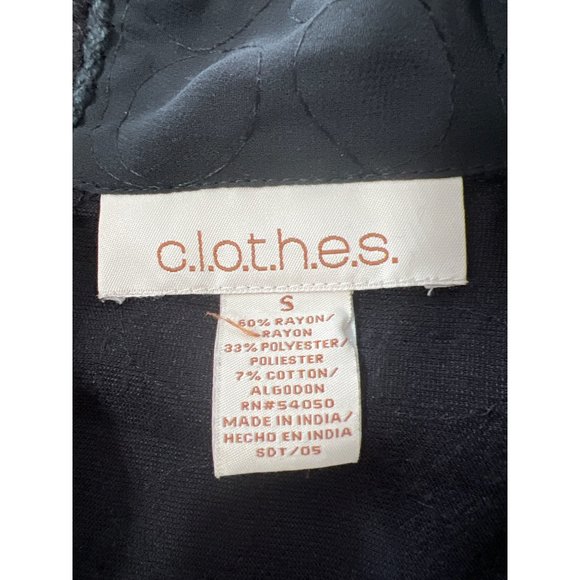 c.l.o.t.h.e.s.
S
60% RAYON/
RAYON
33% POLYESTER/
POLIESTER
7% COTTON/
ALGODON
RN#54050
MADE IN INDIA/
HECHO EN INDIA
SDT/05